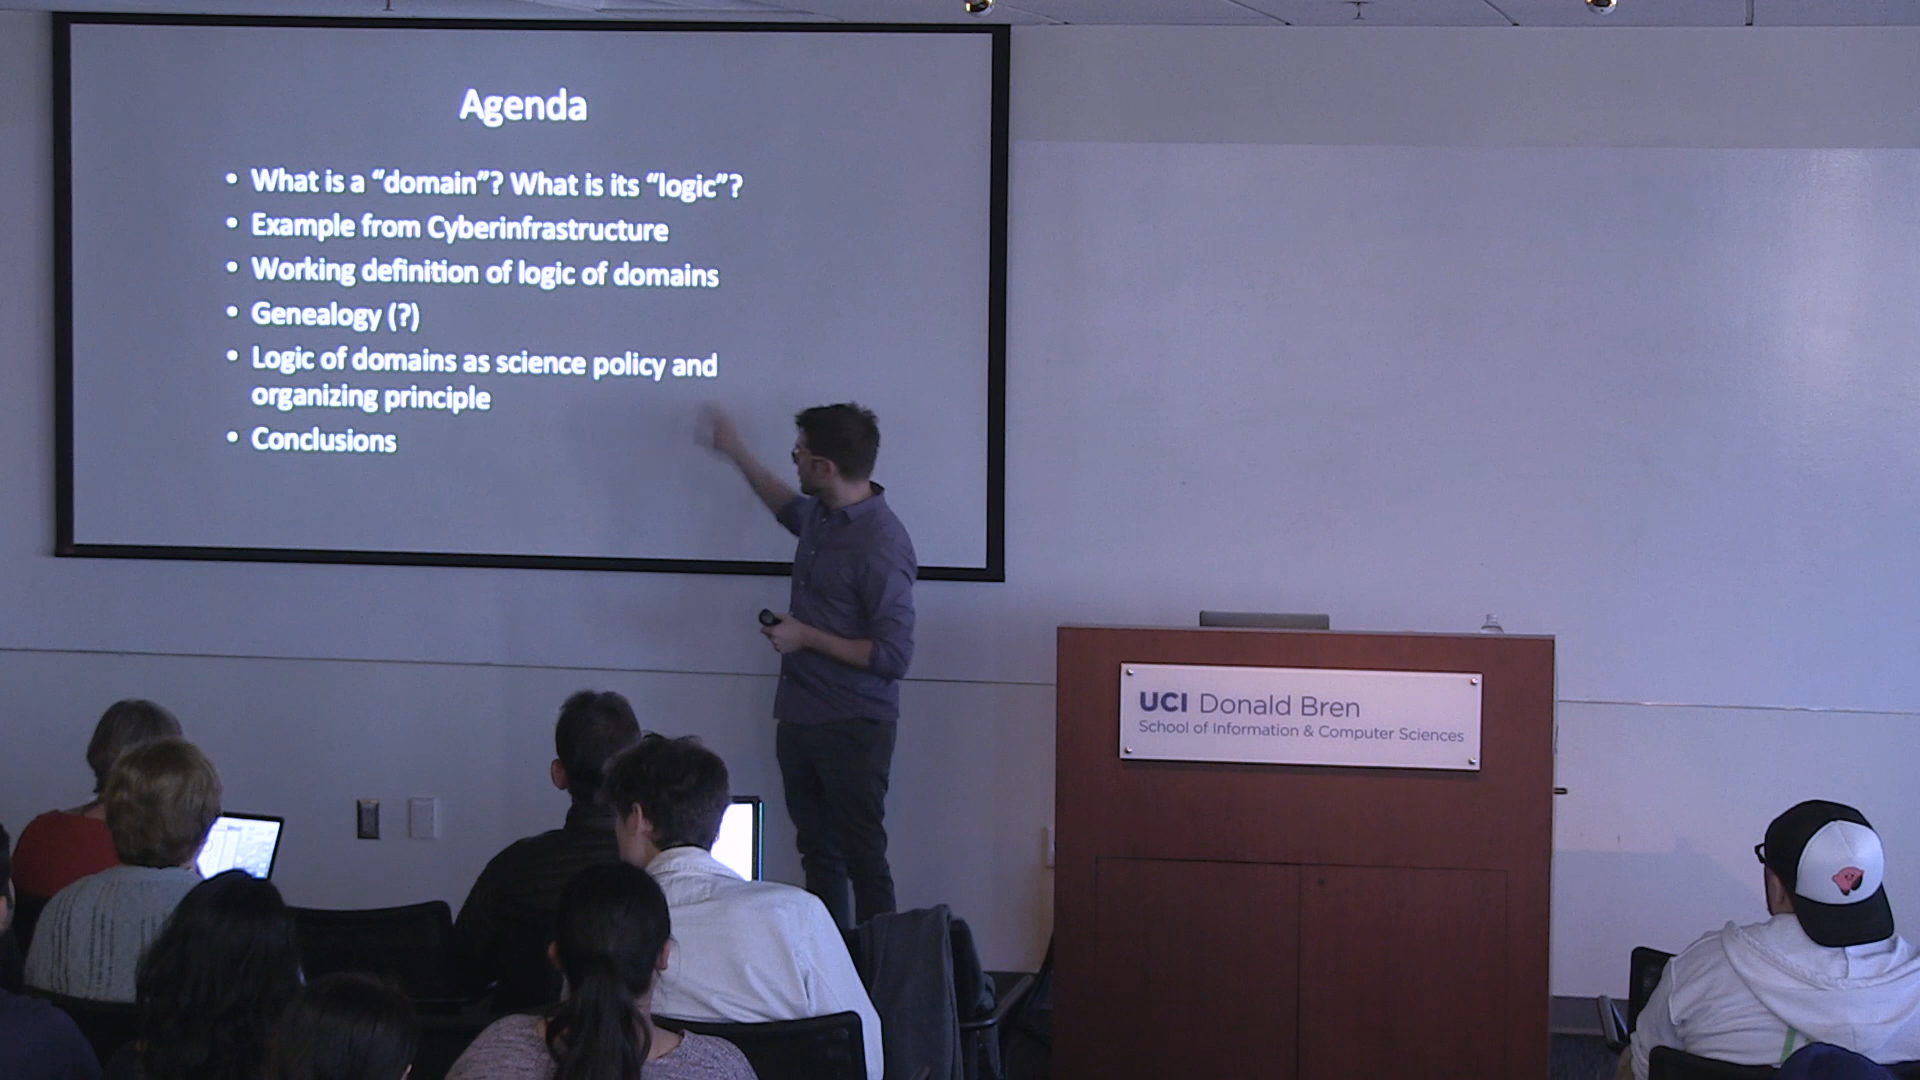 Agenda
• What is a “domain”? What is its “logic”?
• Example from Cyberinfrastructure
• Working definition of logic of domains
• Genealogy (?)
• Logic of domains as science policy and
organizing principle
• Conclusions
UCI Donald Bren
School of Information & Computer Sciences